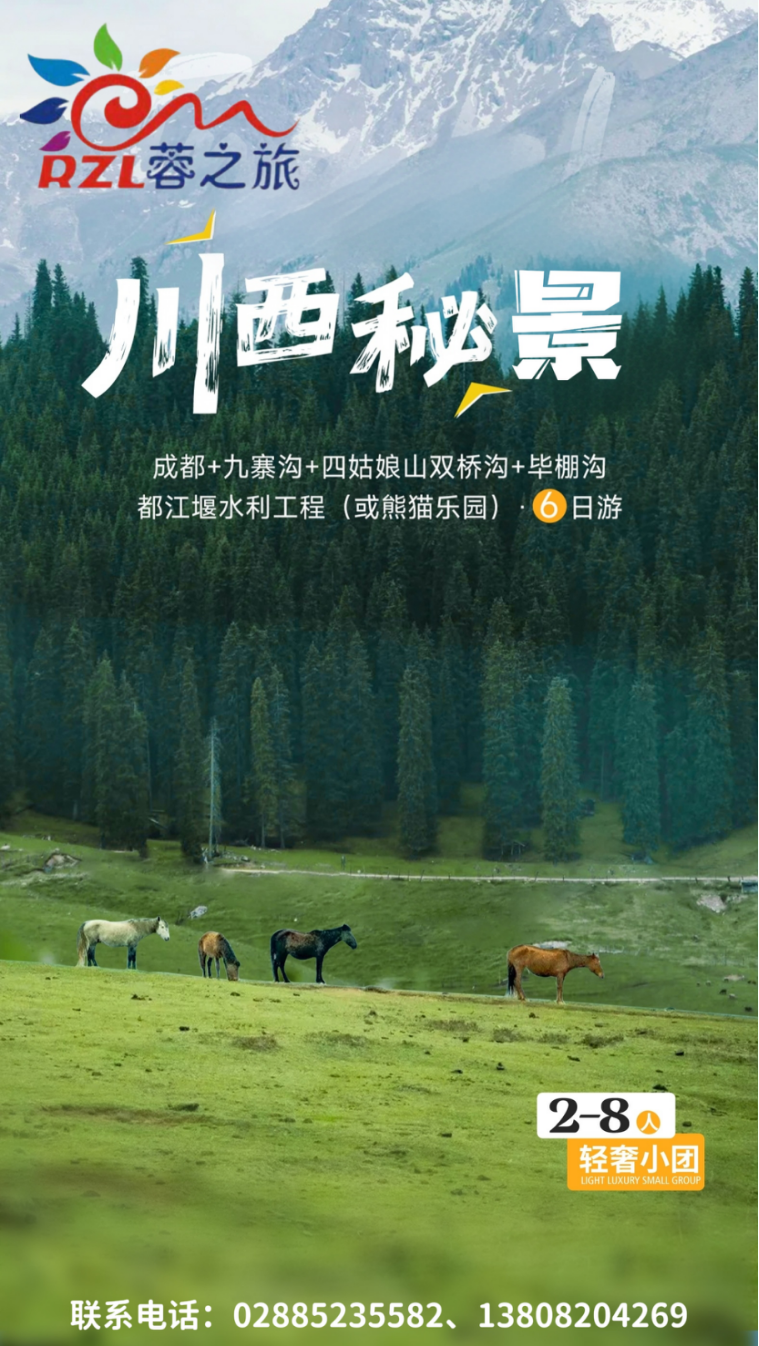 RZL蓉之旅
川西秘景
成都+九寨沟+四姑娘山双桥沟+毕棚沟
都江堰水利工程（或熊猫乐园）·6日游
2-8人
轻奢小团
LIGHT LUXURY SMALL GROUP
联系电话：02885235582、13808204269